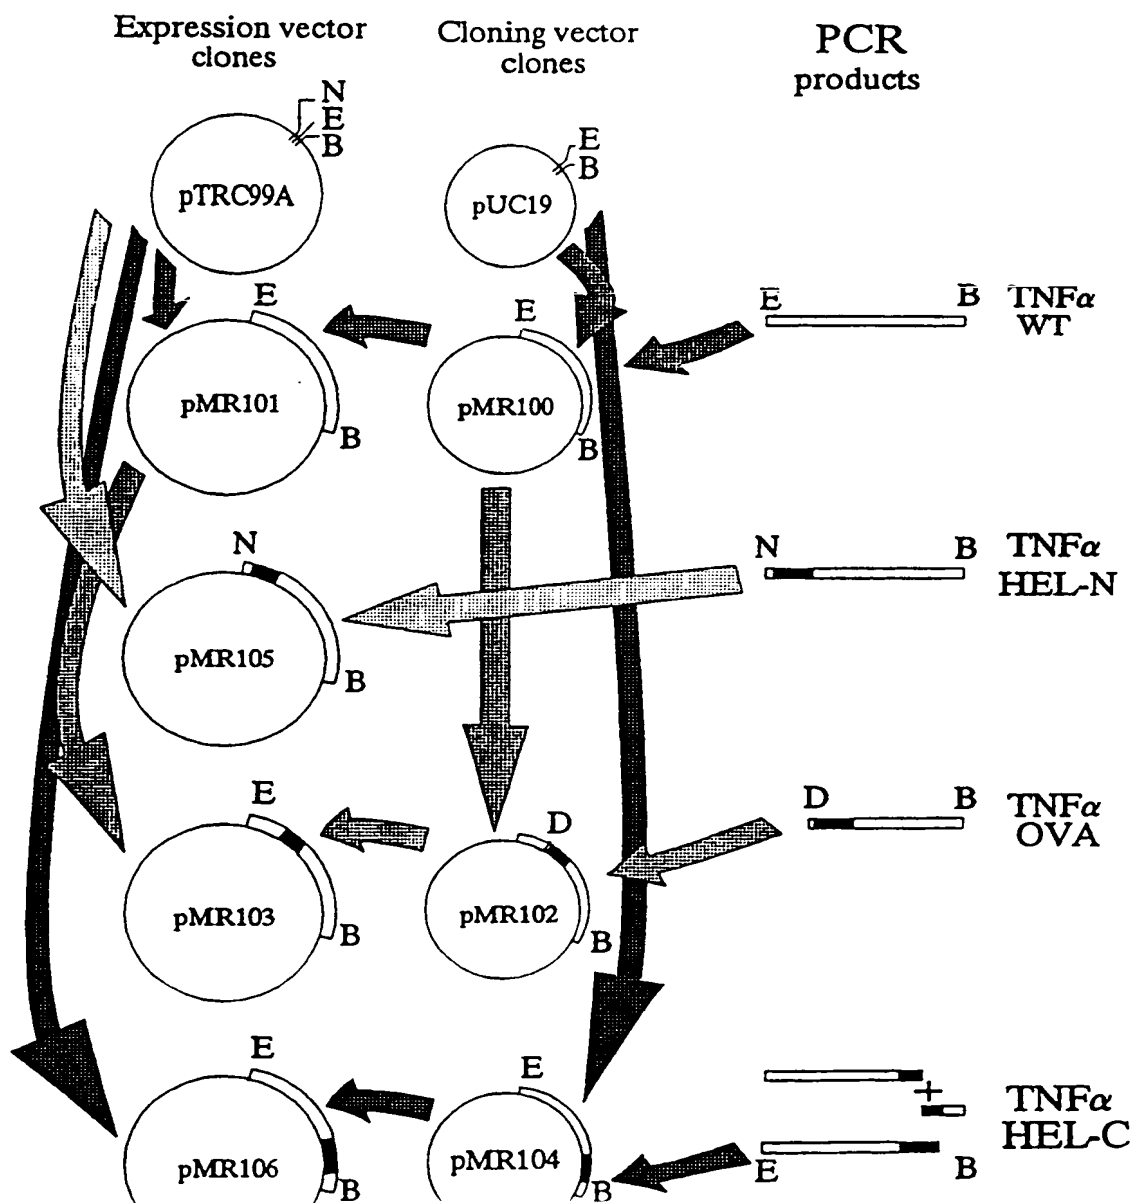 Expression vector
clones
Cloning vector
clones
PCR
products
N
E
B
pTRC99A
E
B
pUC19
E
B
pMR101
E
B
pMR100
E
B
TNFα
WT
N
B
pMR105
N
B
TNFα
HEL-N
E
B
pMR103
D
B
pMR102
D
B
TNFα
OVA
E
B
pMR106
E
B
pMR104
+
E
B
TNFα
HEL-C